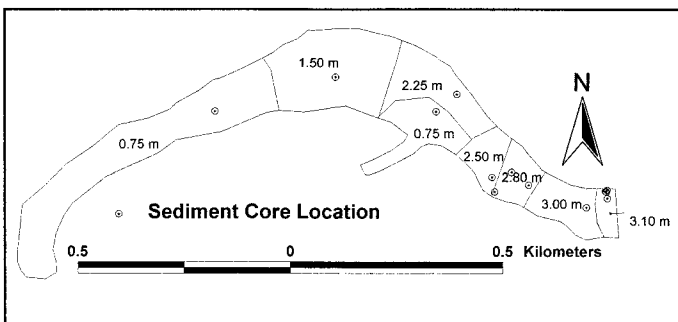 1.50 m
2.25 m
N
0.75 m
0.75 m
2.50 m
2.80 m
3.00 m
3.10 m
Sediment Core Location
0.5 0 0.5 Kilometers